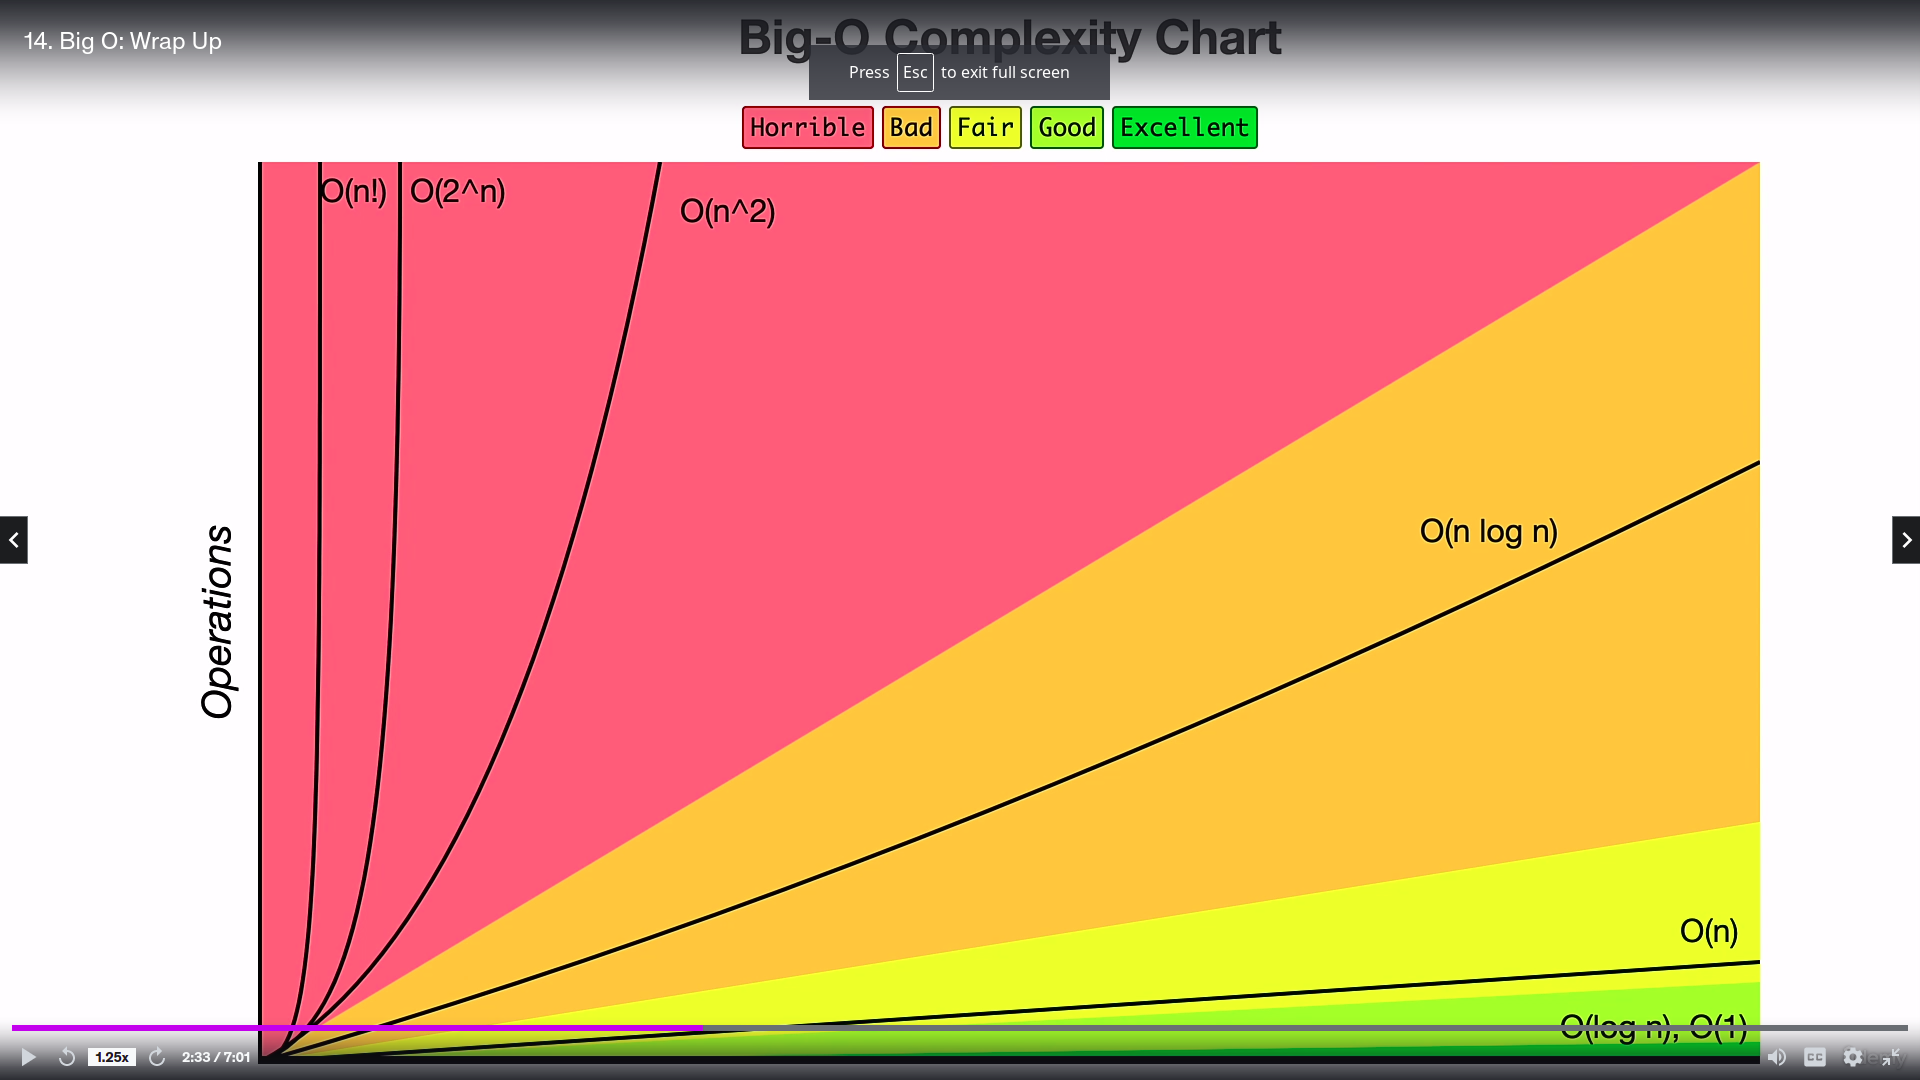 Big-O Complexity Chart
14. Big O: Wrap Up
Press Esc to exit full screen
Horrible Bad Fair Good Excellent
O(n!) O(2^n)
O(n^2)
O(n log n)
Operations
O(n)
O(log n), O(1)
1.25x 2:33 / 7:01
CC